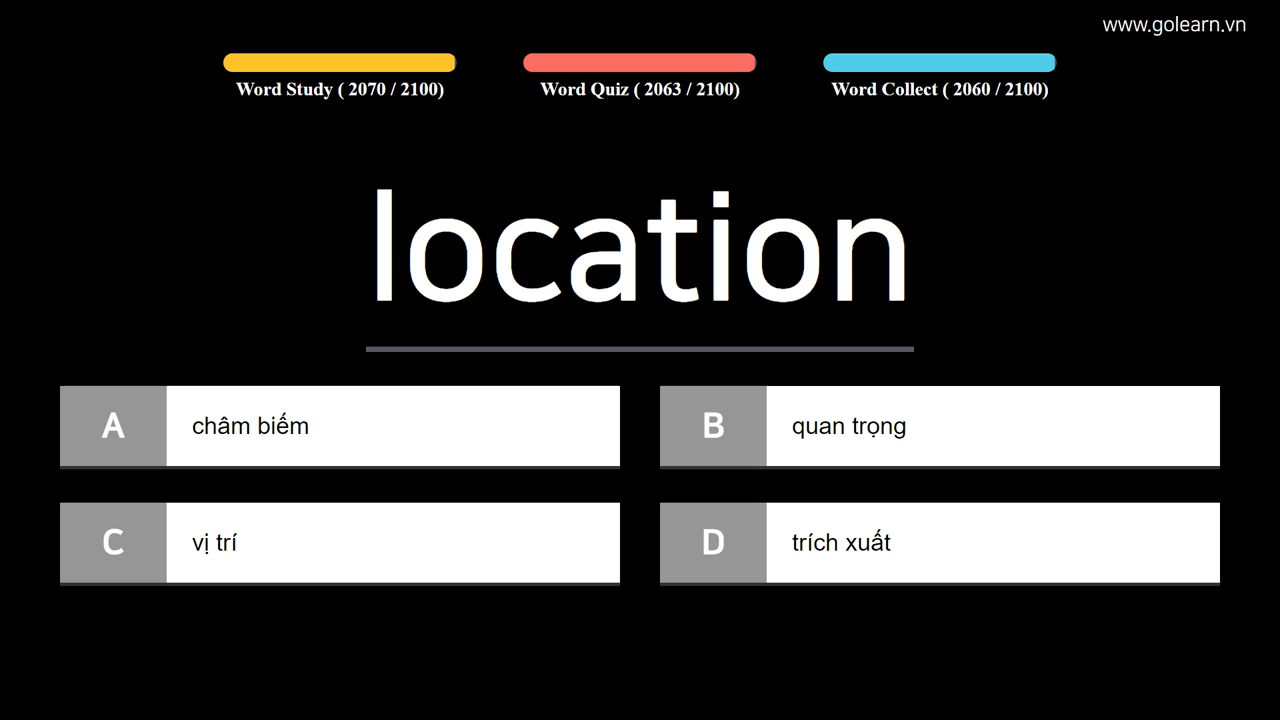 www.golearn.vn
Word Study ( 2070 / 2100)
Word Quiz ( 2063 / 2100)
Word Collect ( 2060 / 2100)
location
A châm biếm
B quan trọng
C vị trí
D trích xuất